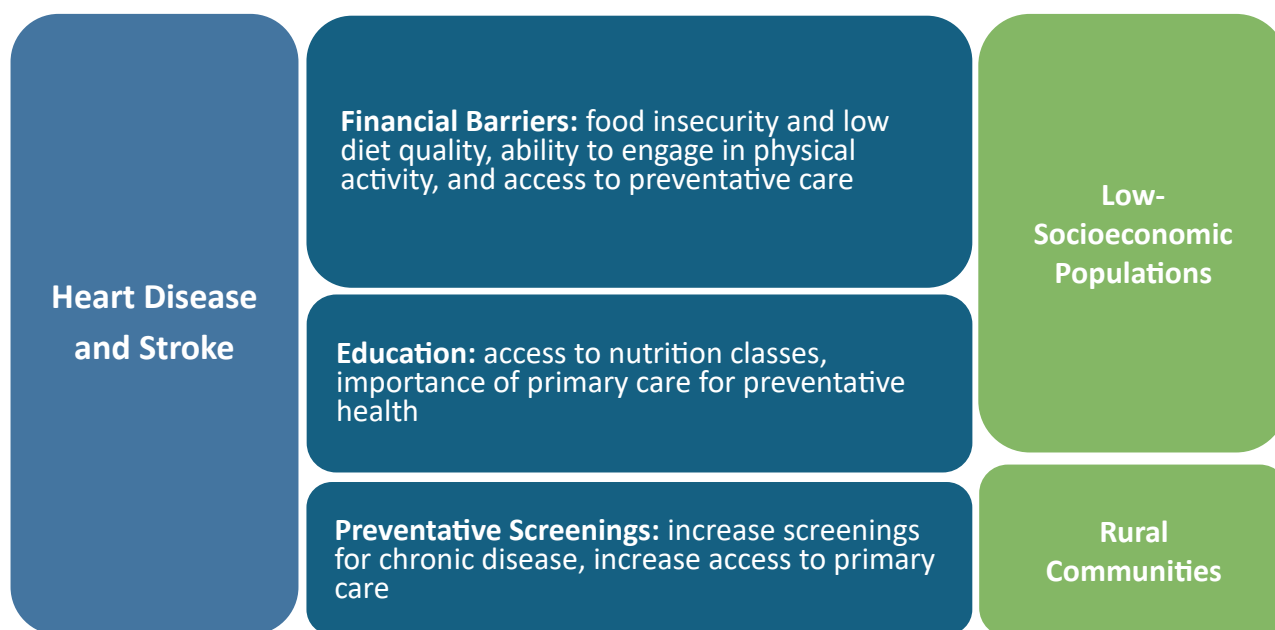 Heart Disease
and Stroke
Financial Barriers: food insecurity and low
diet quality, ability to engage in physical
activity, and access to preventative care
Education: access to nutrition classes,
importance of primary care for preventative
health
Preventative Screenings: increase screenings
for chronic disease, increase access to primary
care
Low-
Socioeconomic
Populations
Rural
Communities